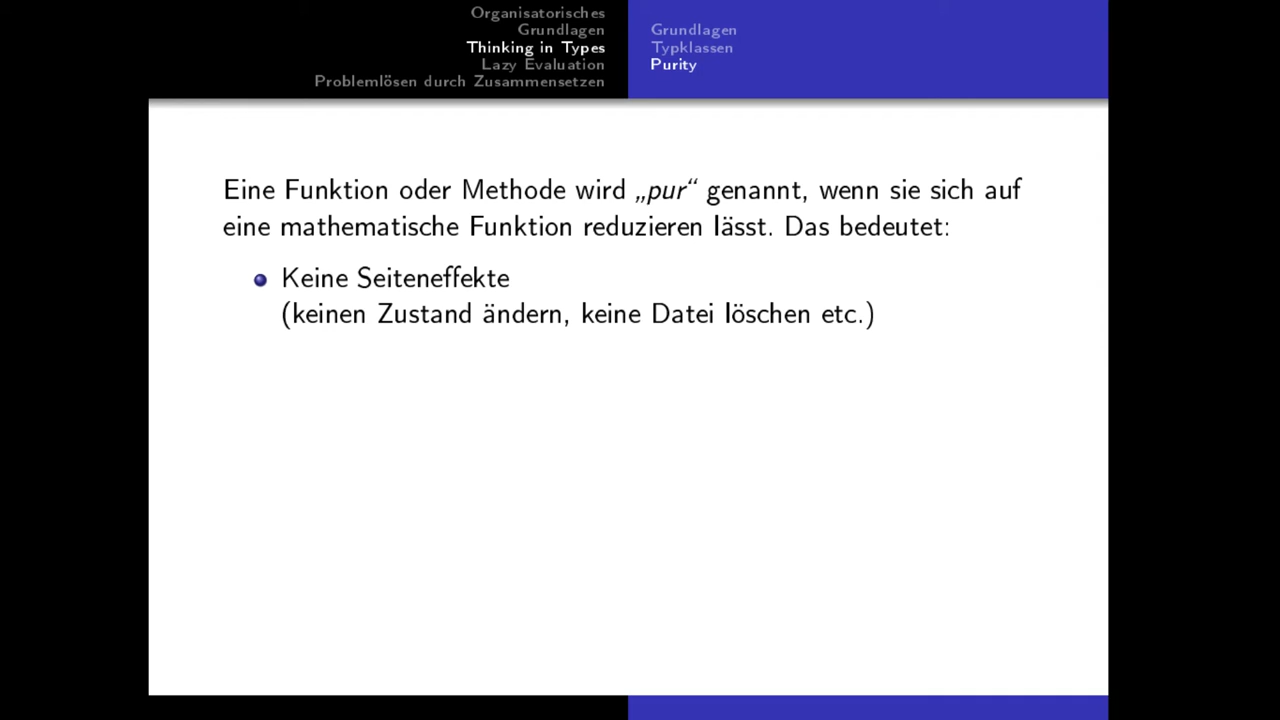 Organisatorisches
Grundlagen
Thinking in Types
Lazy Evaluation
Problemlösen durch Zusammensetzen
Grundlagen
Typklassen
Purity
Eine Funktion oder Methode wird „pur“ genannt, wenn sie sich auf
eine mathematische Funktion reduzieren lässt. Das bedeutet:
Keine Seiteneffekte
(keinen Zustand ändern, keine Datei löschen etc.)